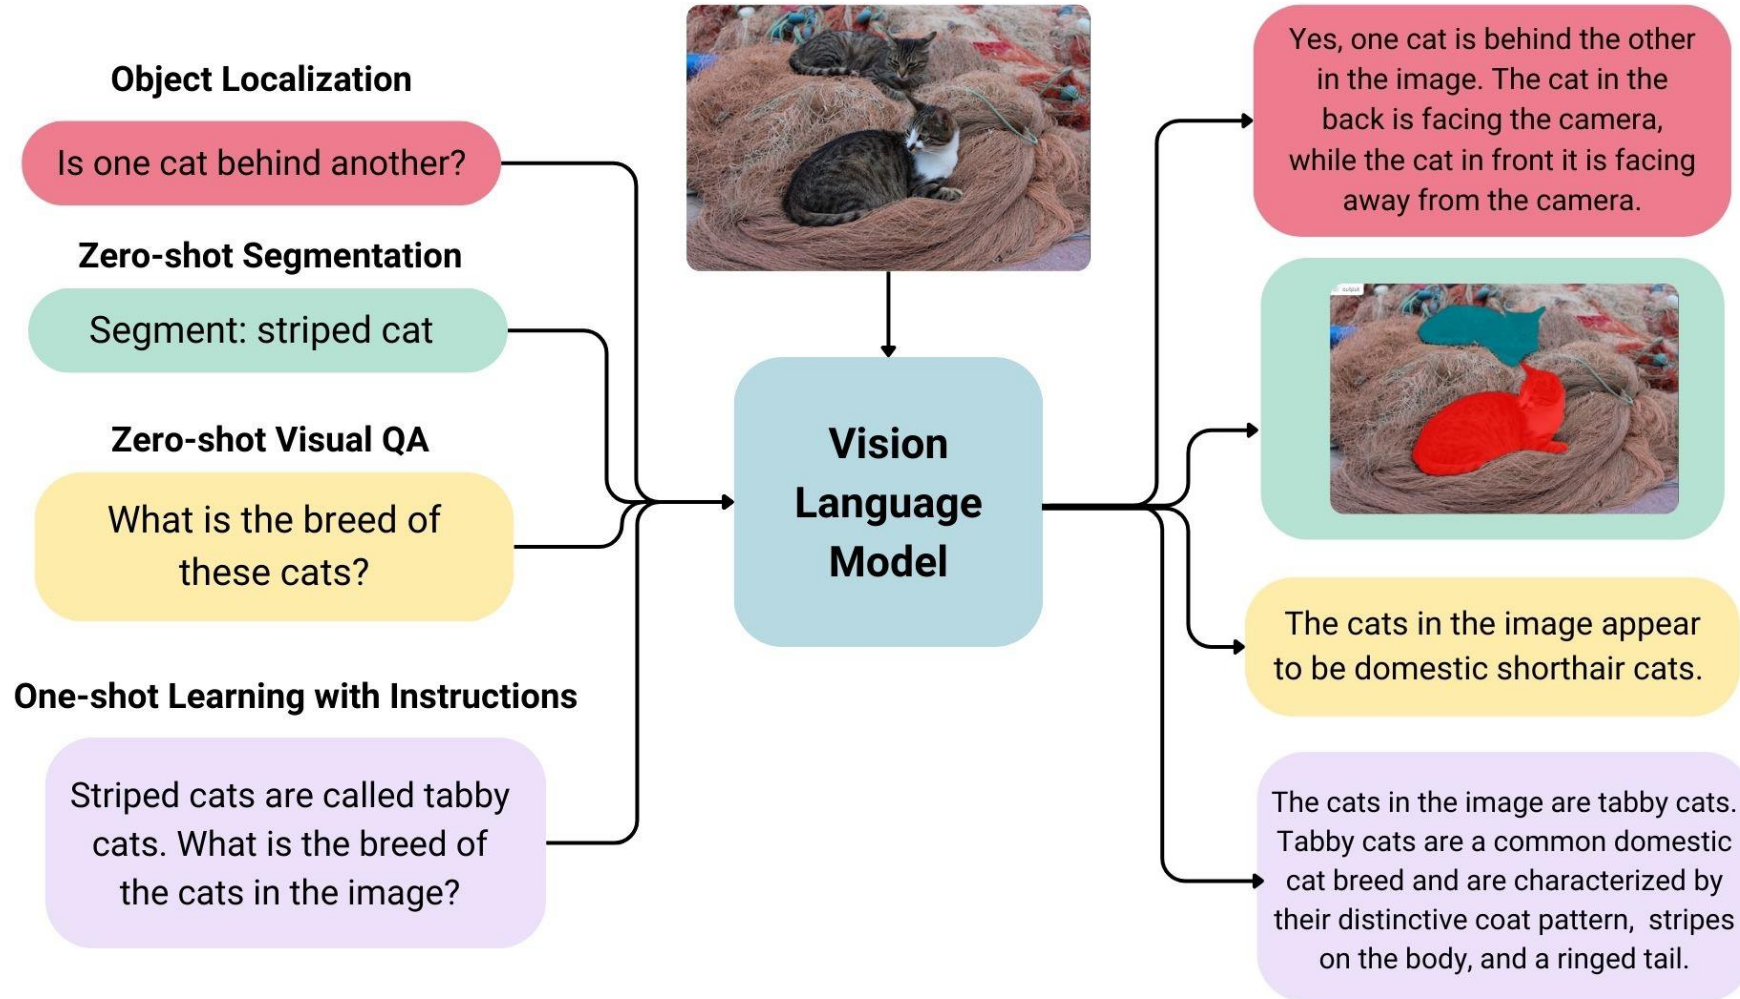 Object Localization
Is one cat behind another?
Zero-shot Segmentation
Segment: striped cat
Zero-shot Visual QA
What is the breed of
these cats?
One-shot Learning with Instructions
Striped cats are called tabby
cats. What is the breed of
the cats in the image?
Vision
Language
Model
Yes, one cat is behind the other
in the image. The cat in the
back is facing the camera,
while the cat in front it is facing
away from the camera.
output
The cats in the image appear
to be domestic shorthair cats.
The cats in the image are tabby cats.
Tabby cats are a common domestic
cat breed and are characterized by
their distinctive coat pattern, stripes
on the body, and a ringed tail.